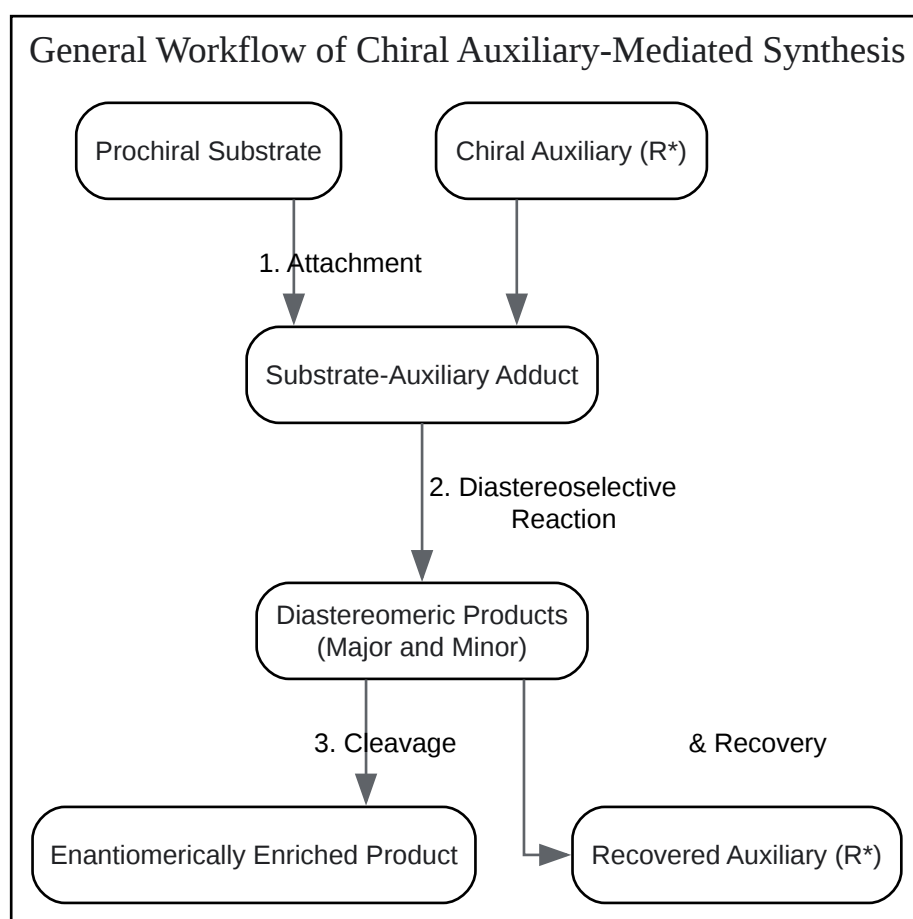 General Workflow of Chiral Auxiliary-Mediated Synthesis
Prochiral Substrate
Chiral Auxiliary (R*)
1. Attachment
Substrate-Auxiliary Adduct
2. Diastereoselective
Reaction
Diastereomeric Products
(Major and Minor)
3. Cleavage
& Recovery
Enantiomerically Enriched Product
Recovered Auxiliary (R*)